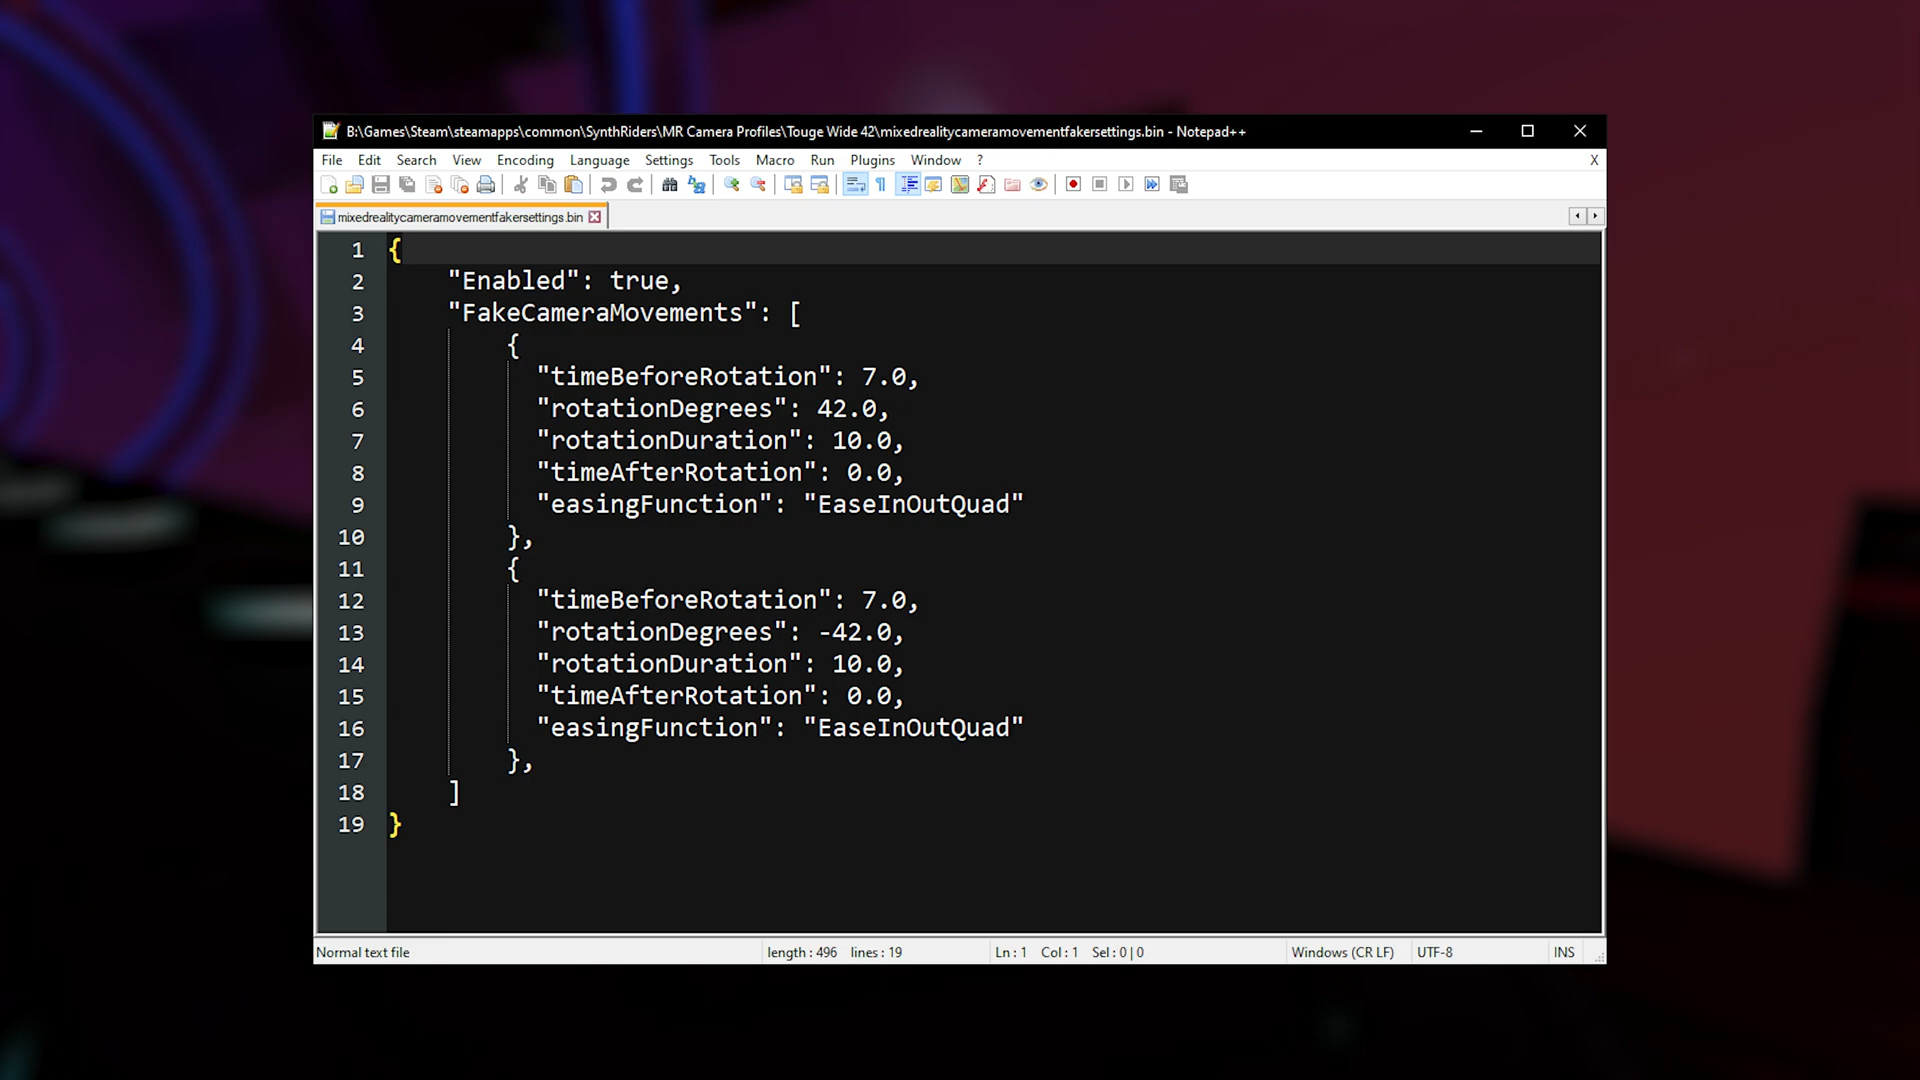 B:\Games\Steam\steamapps\common\SynthRiders\MR Camera Profiles\Touge Wide 42\mixedrealitycameramovementfakersettings.bin - Notepad++
File Edit Search View Encoding Language Settings Tools Macro Run Plugins Window ? X
mixedrealitycameramovementfakersettings.bin
1 {
2 "Enabled": true,
3 "FakeCameraMovements": [
4 {
5 "timeBeforeRotation": 7.0,
6 "rotationDegrees": 42.0,
7 "rotationDuration": 10.0,
8 "timeAfterRotation": 0.0,
9 "easingFunction": "EaseInOutQuad"
10 },
11 {
12 "timeBeforeRotation": 7.0,
13 "rotationDegrees": -42.0,
14 "rotationDuration": 10.0,
15 "timeAfterRotation": 0.0,
16 "easingFunction": "EaseInOutQuad"
17 },
18 ]
19 }
Normal text file length : 496 lines : 19 Ln : 1 Col : 1 Sel : 0 | 0 Windows (CR LF) UTF-8 INS